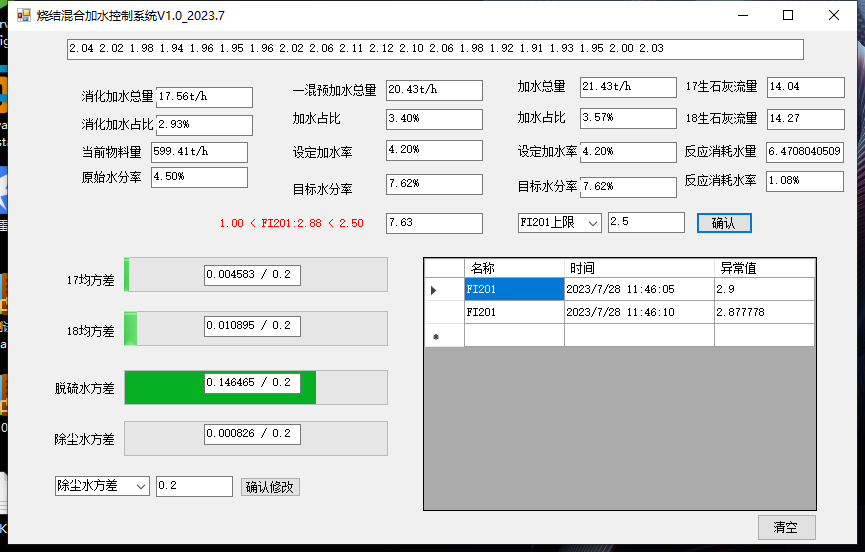 烧结混合加水控制系统V1.0_2023.7
2.04 2.02 1.98 1.94 1.96 1.95 1.96 2.02 2.06 2.11 2.12 2.10 2.06 1.98 1.92 1.91 1.93 1.95 2.00 2.03
消化加水总量 17.56t/h 一混预加水总量 20.43t/h 加水总量 21.43t/h 17生石灰流量 14.04
消化加水占比 2.93% 加水占比 3.40% 加水占比 3.57% 18生石灰流量 14.27
当前物料量 599.41t/h 设定加水率 4.20% 设定加水率 4.20% 反应消耗水量 6.4708040509
原始水分率 4.50% 目标水分率 7.62% 目标水分率 7.62% 反应消耗水率 1.08%
1.00 < FI201:2.88 < 2.50 7.63 FI201上限 2.5 确认
17均方差 0.004583 / 0.2
18均方差 0.010895 / 0.2
脱硫水方差 0.146465 / 0.2
除尘水方差 0.000826 / 0.2
除尘水方差 0.2 确认修改
名称 时间 异常值
FI201 2023/7/28 11:46:05 2.9
FI201 2023/7/28 11:46:10 2.877778
清空